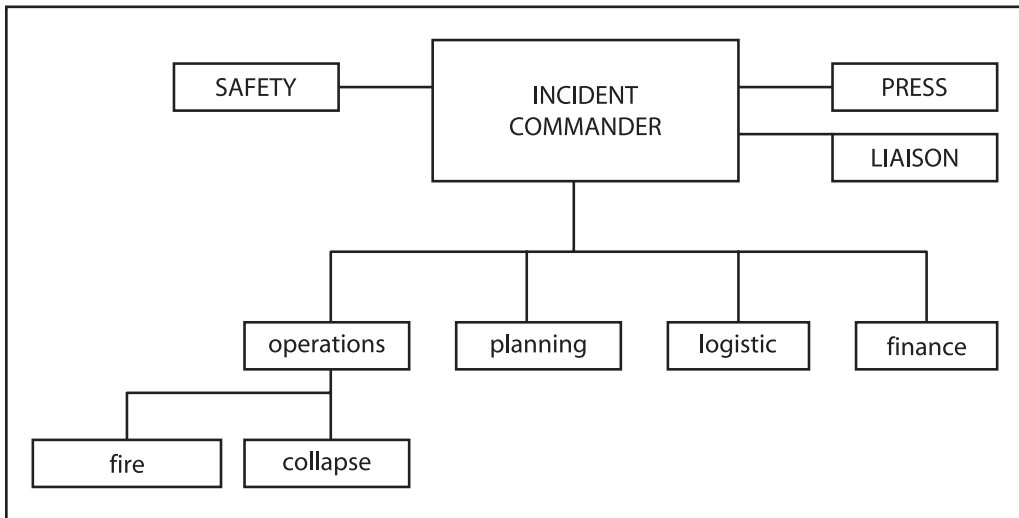 SAFETY
INCIDENT
COMMANDER
PRESS
LIAISON
operations
planning
logistic
finance
fire
collapse